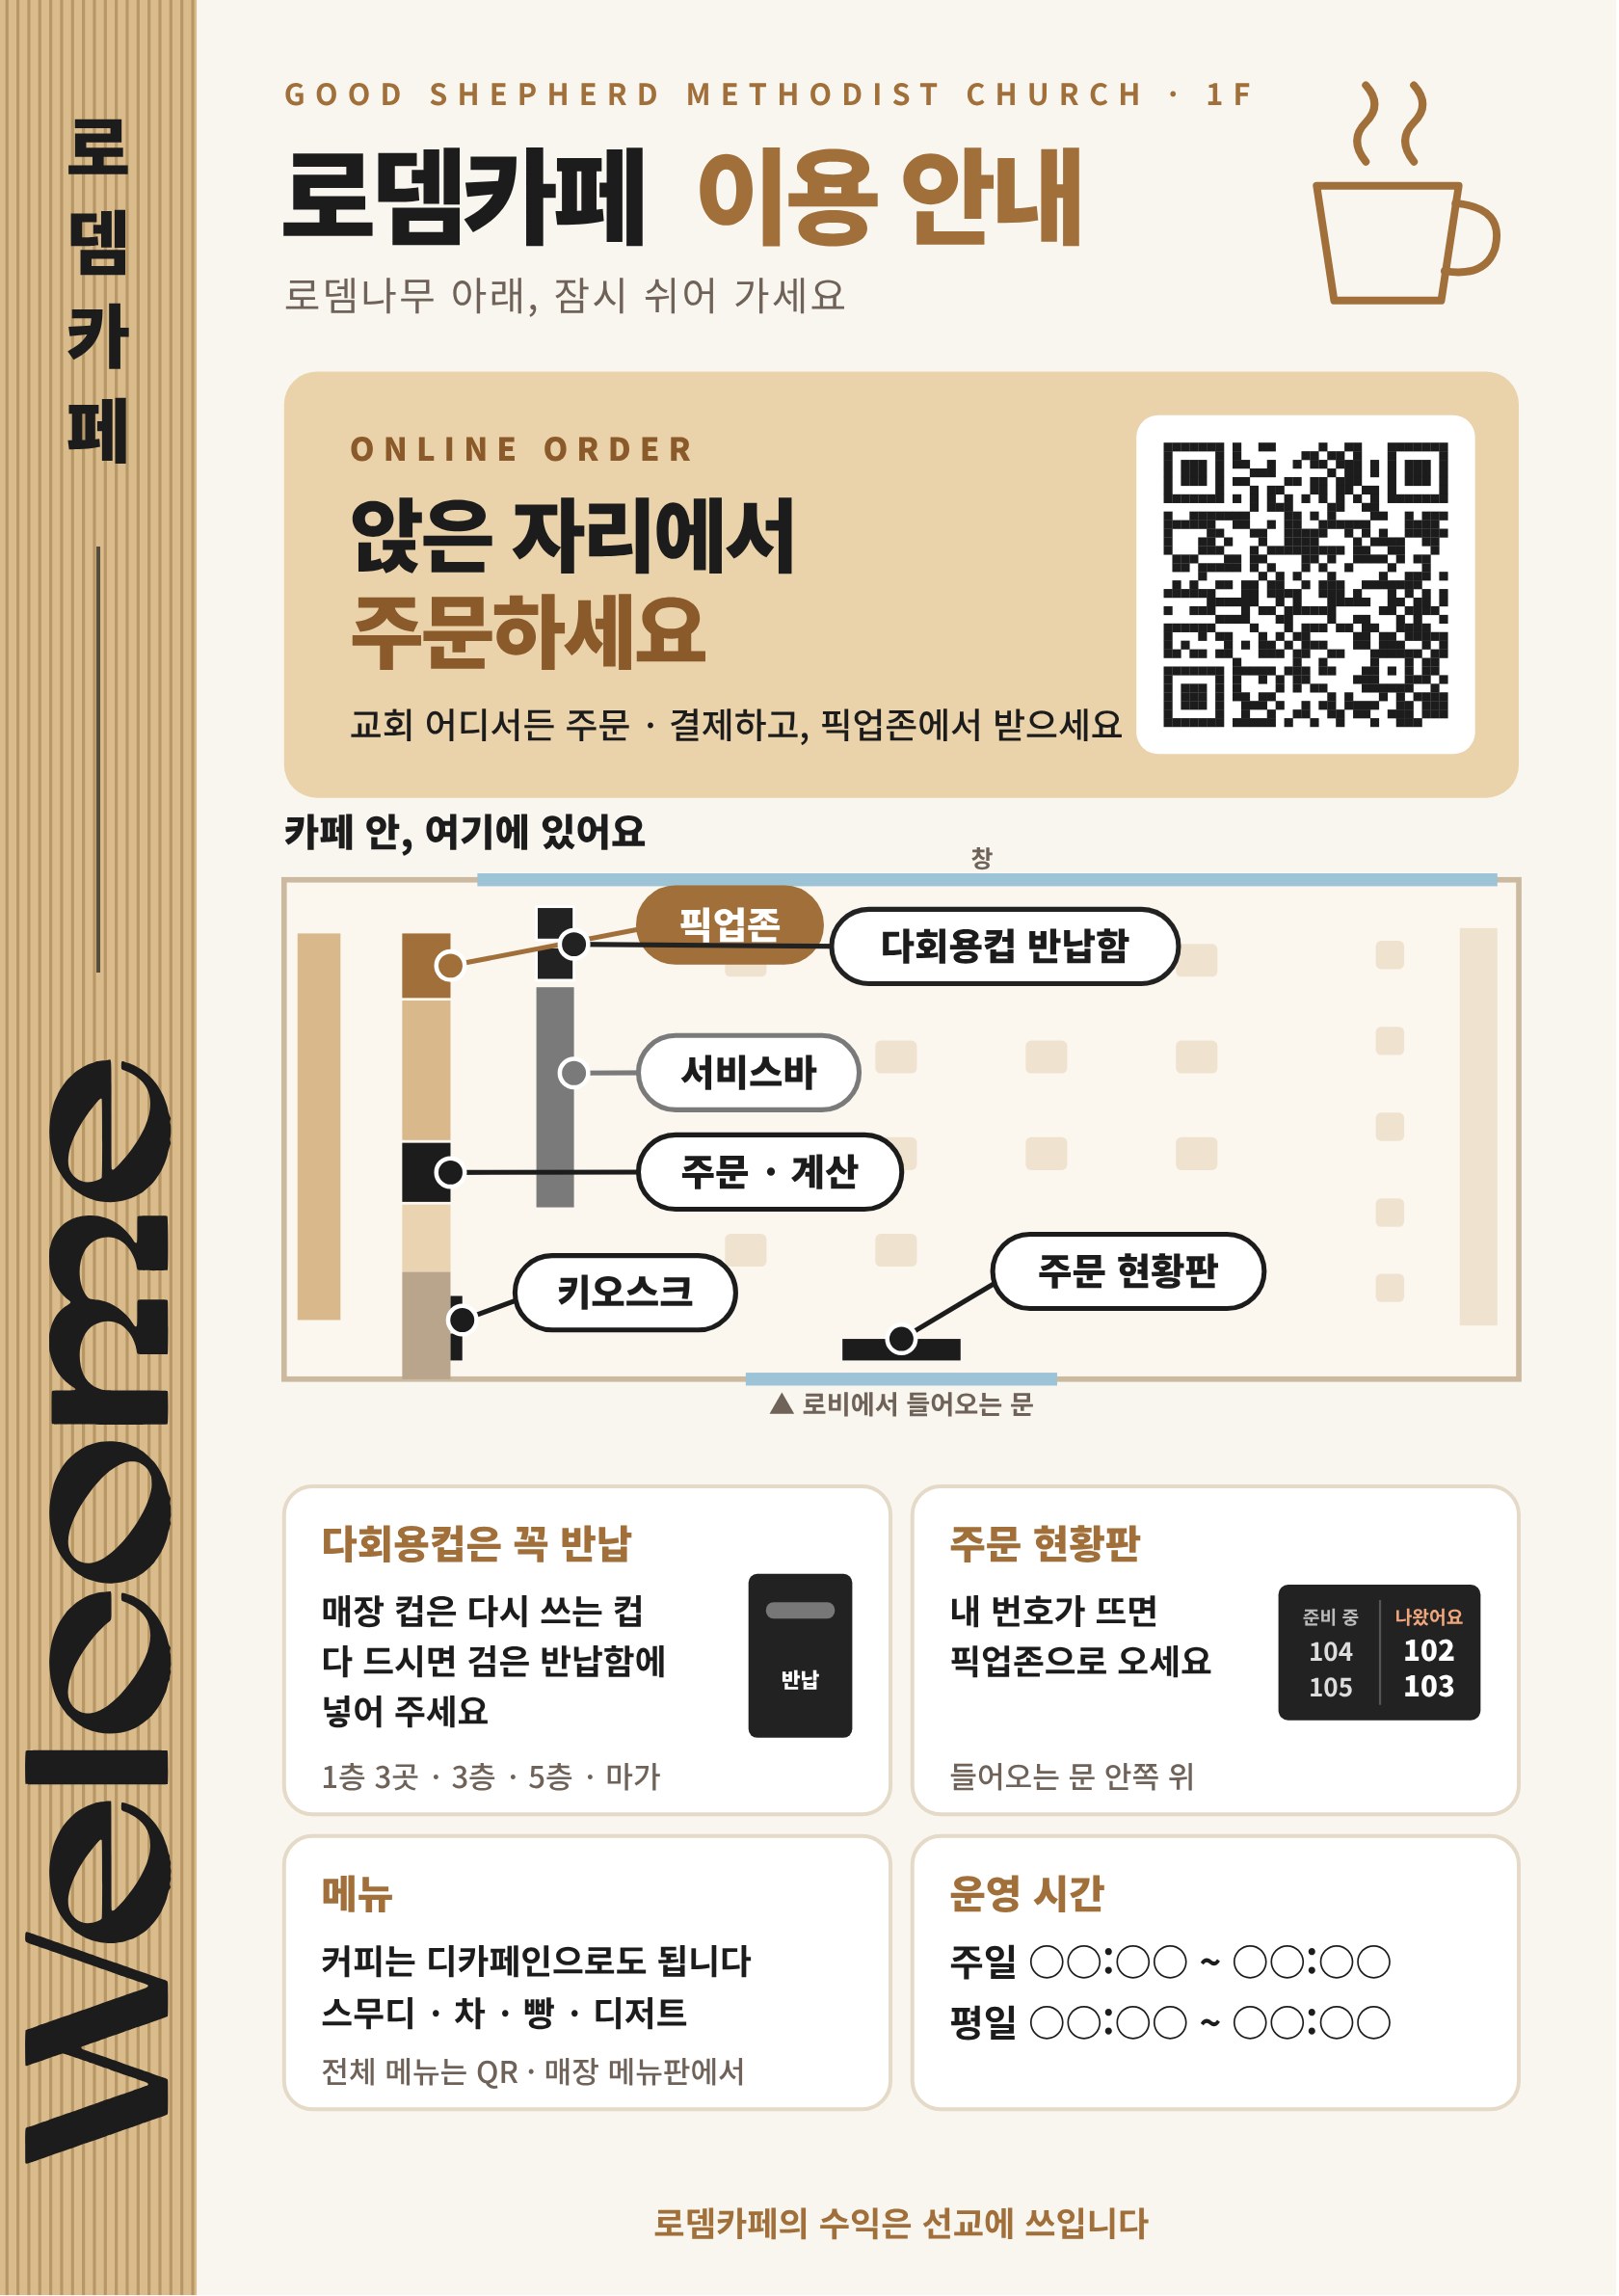 로뎀카페
Welcome
GOOD SHEPHERD METHODIST CHURCH · 1F
로뎀카페 이용 안내
로뎀나무 아래, 잠시 쉬어 가세요
ONLINE ORDER
앉은 자리에서
주문하세요
교회 어디서든 주문 · 결제하고, 픽업존에서 받으세요
카페 안, 여기에 있어요
창
픽업존
다회용컵 반납함
서비스바
주문 · 계산
키오스크
주문 현황판
▲ 로비에서 들어오는 문
다회용컵은 꼭 반납
매장 컵은 다시 쓰는 컵
다 드시면 검은 반납함에
넣어 주세요
반납
1층 3곳 · 3층 · 5층 · 마가
주문 현황판
내 번호가 뜨면
픽업존으로 오세요
준비 중 나왔어요
104 102
105 103
들어오는 문 안쪽 위
메뉴
커피는 디카페인으로도 됩니다
스무디 · 차 · 빵 · 디저트
전체 메뉴는 QR · 매장 메뉴판에서
운영 시간
주일 ○○:○○ ~ ○○:○○
평일 ○○:○○ ~ ○○:○○
로뎀카페의 수익은 선교에 쓰입니다